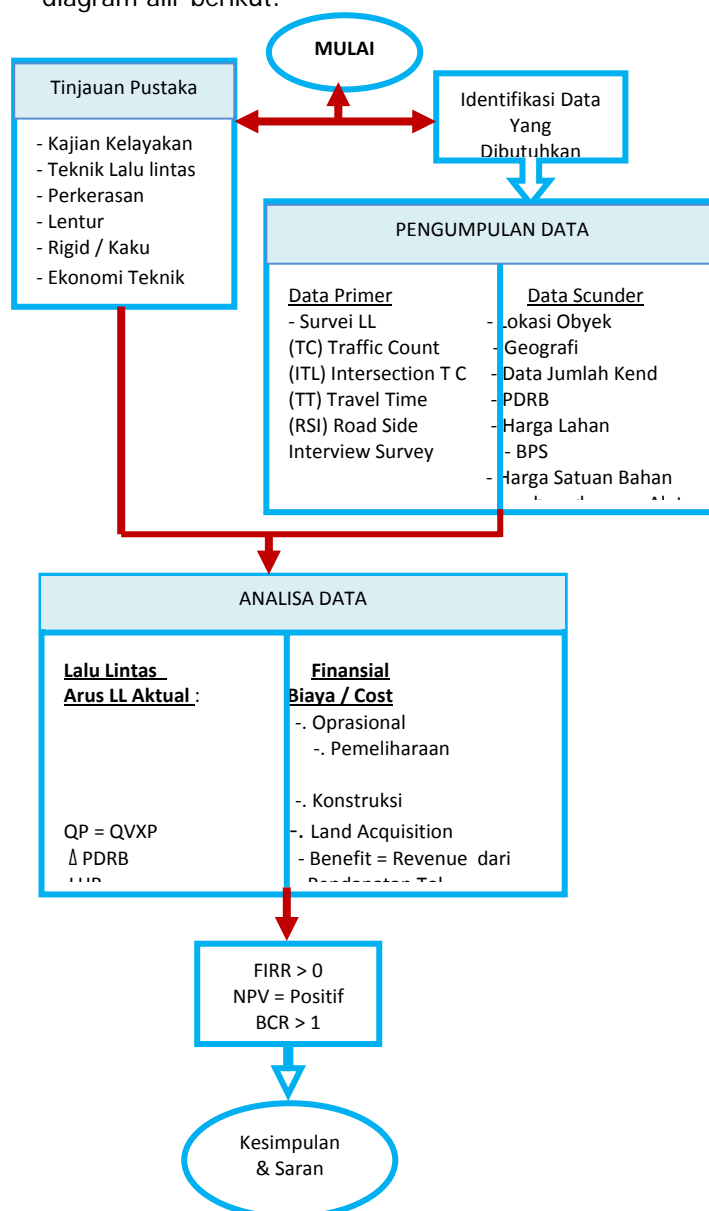 diagram alir berikut:
MULAI
Tinjauan Pustaka
- Kajian Kelayakan
- Teknik Lalu lintas
- Perkerasan
- Lentur
- Rigid / Kaku
- Ekonomi Teknik
Identifikasi Data
Yang
Dibutuhkan
PENGUMPULAN DATA
Data Primer
- Survei LL
(TC) Traffic Count
(ITL) Intersection T C
(TT) Travel Time
(RSI) Road Side
Interview Survey
Data Scunder
- Lokasi Obyek
- Geografi
- Data Jumlah Kend
- PDRB
- Harga Lahan
- BPS
- Harga Satuan Bahan
ANALISA DATA
Lalu Lintas
Arus LL Aktual :
QP = QVXP
Δ PDRB
LHR
Finansial
Biaya / Cost
-. Oprasional
-. Pemeliharaan
-. Konstruksi
-. Land Acquisition
- Benefit = Revenue dari
Pendapatan Tol
FIRR > 0
NPV = Positif
BCR > 1
Kesimpulan
& Saran